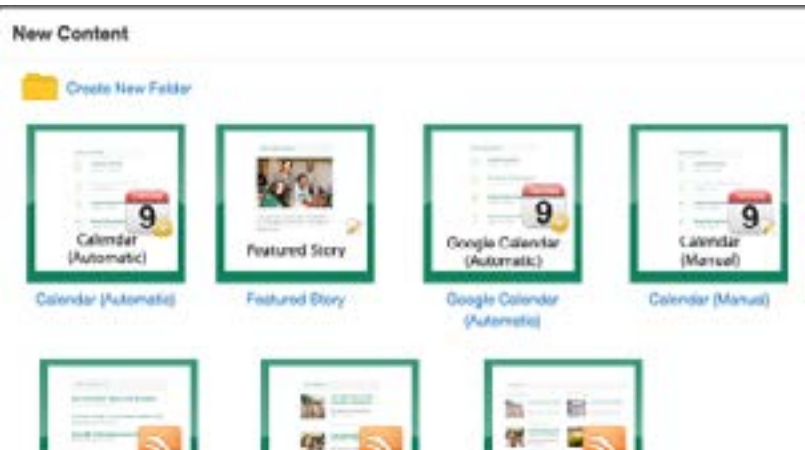 New Content
Create New Folder
9
Calendar
(Automatic)
Featured Story
9
Google Calendar
(Automatic)
9
Calendar
(Manual)
Calendar (Automatic)
Featured Story
Google Calendar
(Automatic)
Calendar (Manual)